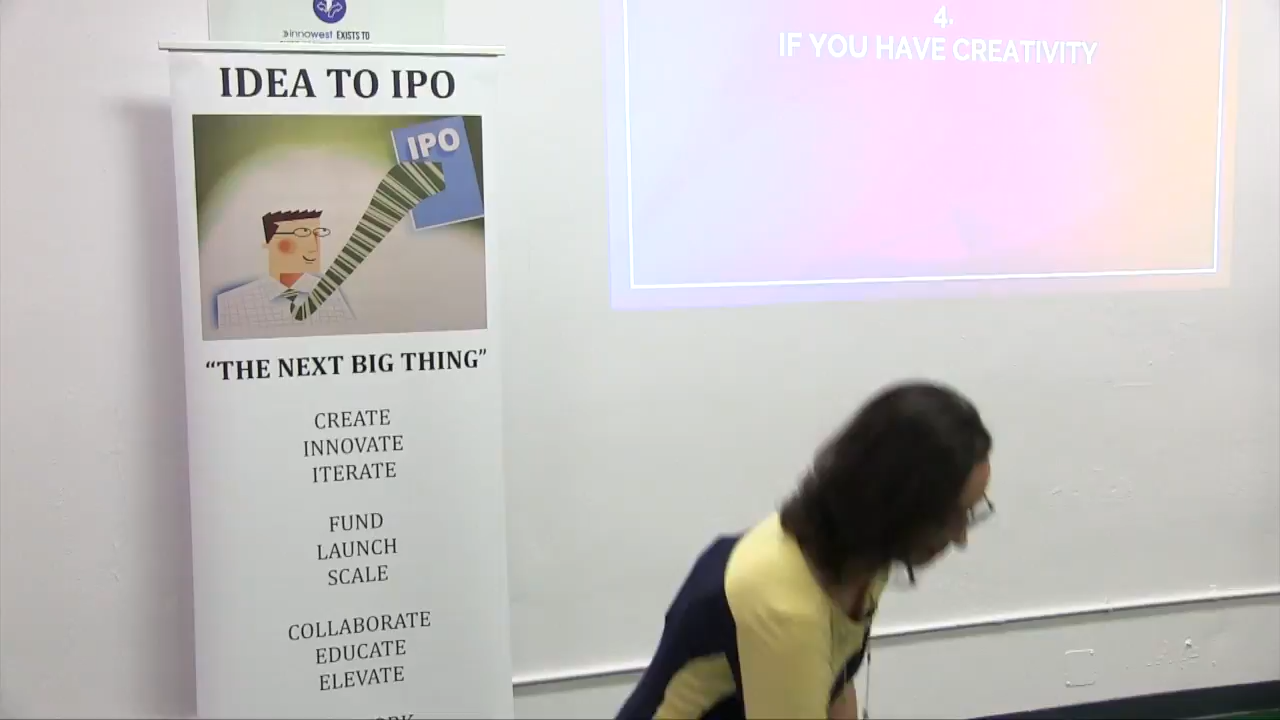 innowest EXISTS TO
IDEA TO IPO
IPO
“THE NEXT BIG THING”
CREATE
INNOVATE
ITERATE
FUND
LAUNCH
SCALE
COLLABORATE
EDUCATE
ELEVATE
4.
IF YOU HAVE CREATIVITY